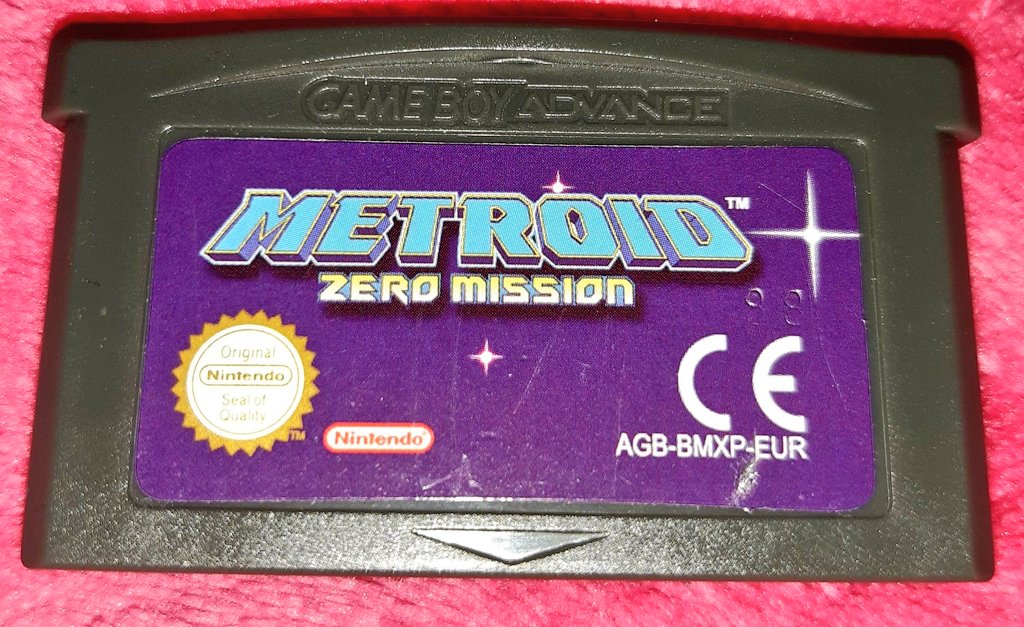 GAME BOY ADVANCE
METROID™
ZERO MISSION
Original
Nintendo
Seal of
Quality
TM
Nintendo®
CE
AGB-BMXP-EUR